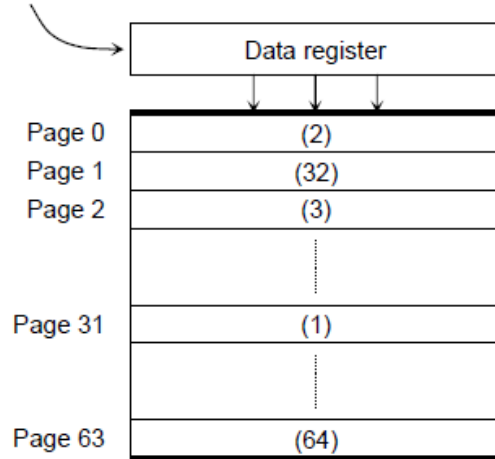 Data register
Page 0 (2)
Page 1 (32)
Page 2 (3)
Page 31 (1)
Page 63 (64)